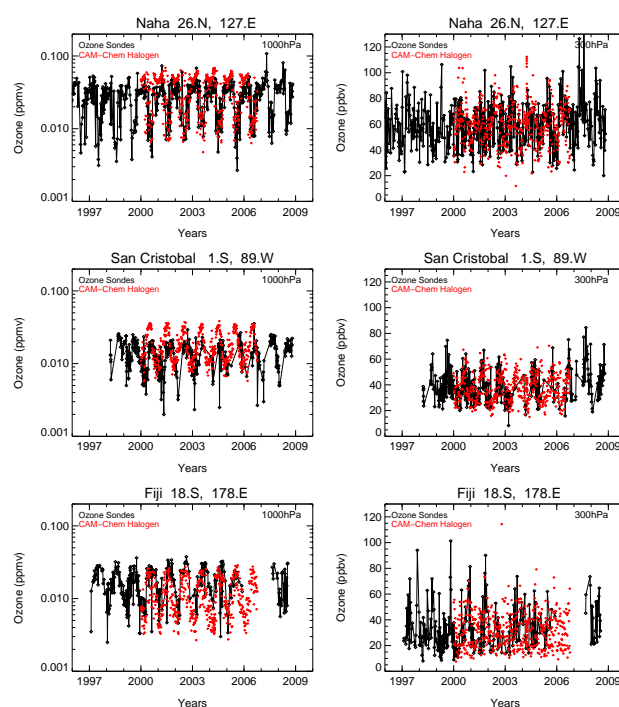 Naha 26.N, 127.E
Ozone Sondes 1000hPa
CAM-Chem Halogen
Ozone (ppmv)
0.100
0.010
0.001
1997 2000 2003 2006 2009
Years
Naha 26.N, 127.E
Ozone Sondes 300hPa
CAM-Chem Halogen
Ozone (ppbv)
120
100
80
60
40
20
0
1997 2000 2003 2006 2009
Years
San Cristobal 1.S, 89.W
Ozone Sondes 1000hPa
CAM-Chem Halogen
Ozone (ppmv)
0.100
0.010
0.001
1997 2000 2003 2006 2009
Years
San Cristobal 1.S, 89.W
Ozone Sondes 300hPa
CAM-Chem Halogen
Ozone (ppbv)
120
100
80
60
40
20
0
1997 2000 2003 2006 2009
Years
Fiji 18.S, 178.E
Ozone Sondes 1000hPa
CAM-Chem Halogen
Ozone (ppmv)
0.100
0.010
0.001
1997 2000 2003 2006 2009
Years
Fiji 18.S, 178.E
Ozone Sondes 300hPa
CAM-Chem Halogen
Ozone (ppbv)
120
100
80
60
40
20
0
1997 2000 2003 2006 2009
Years